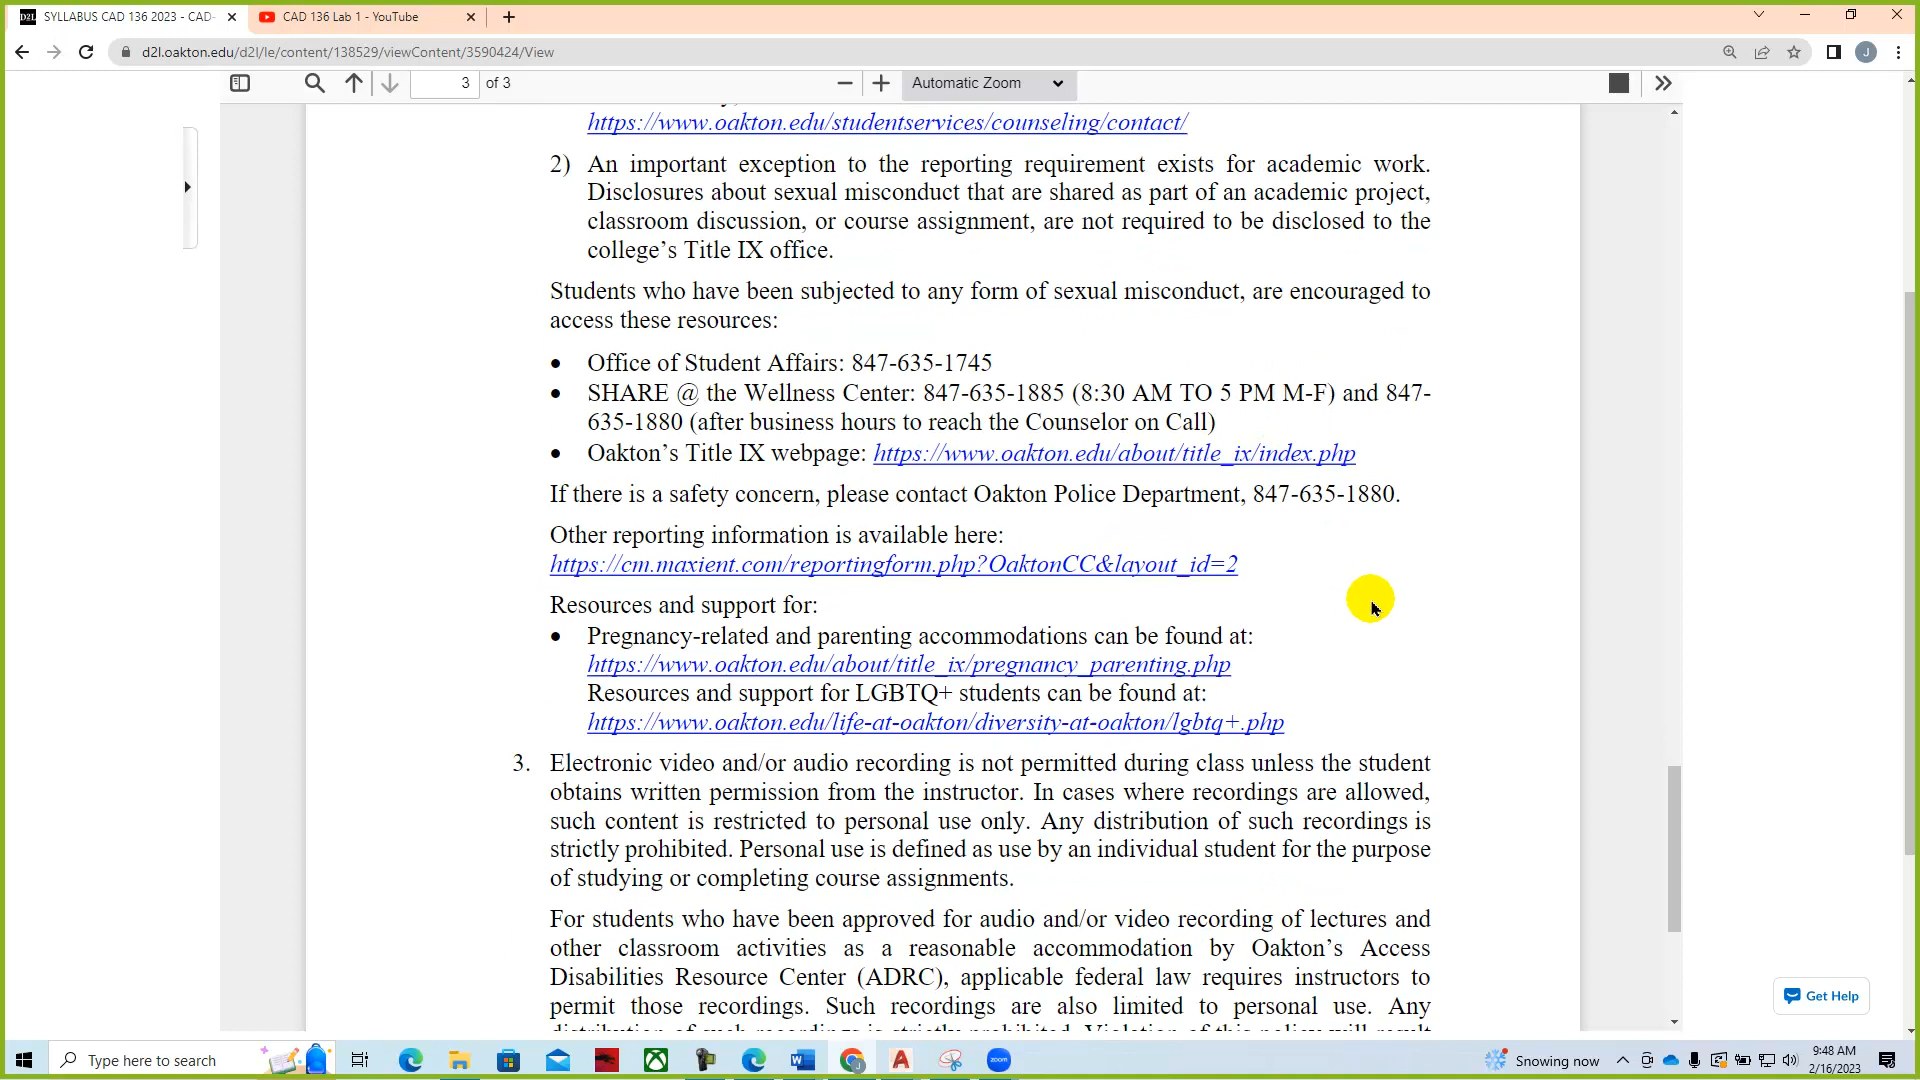 SYLLABUS CAD 136 2023 - CAD-
CAD 136 Lab 1 - YouTube
d2l.oakton.edu/d2l/le/content/138529/viewContent/3590424/View
J
3 of 3
Automatic Zoom
https://www.oakton.edu/studentservices/counseling/contact/
2) An important exception to the reporting requirement exists for academic work.
Disclosures about sexual misconduct that are shared as part of an academic project,
classroom discussion, or course assignment, are not required to be disclosed to the
college’s Title IX office.
Students who have been subjected to any form of sexual misconduct, are encouraged to
access these resources:
• Office of Student Affairs: 847-635-1745
• SHARE @ the Wellness Center: 847-635-1885 (8:30 AM TO 5 PM M-F) and 847-
635-1880 (after business hours to reach the Counselor on Call)
• Oakton’s Title IX webpage: https://www.oakton.edu/about/title_ix/index.php
If there is a safety concern, please contact Oakton Police Department, 847-635-1880.
Other reporting information is available here:
https://cm.maxient.com/reportingform.php?OaktonCC&layout_id=2
Resources and support for:
• Pregnancy-related and parenting accommodations can be found at:
https://www.oakton.edu/about/title_ix/pregnancy_parenting.php
Resources and support for LGBTQ+ students can be found at:
https://www.oakton.edu/life-at-oakton/diversity-at-oakton/lgbtq+.php
3. Electronic video and/or audio recording is not permitted during class unless the student
obtains written permission from the instructor. In cases where recordings are allowed,
such content is restricted to personal use only. Any distribution of such recordings is
strictly prohibited. Personal use is defined as use by an individual student for the purpose
of studying or completing course assignments.
For students who have been approved for audio and/or video recording of lectures and
other classroom activities as a reasonable accommodation by Oakton’s Access
Disabilities Resource Center (ADRC), applicable federal law requires instructors to
permit those recordings. Such recordings are also limited to personal use. Any
distribution of such recordings is strictly prohibited. Violation of this policy will result
Get Help
Type here to search
zoom
Snowing now
9:48 AM
2/16/2023